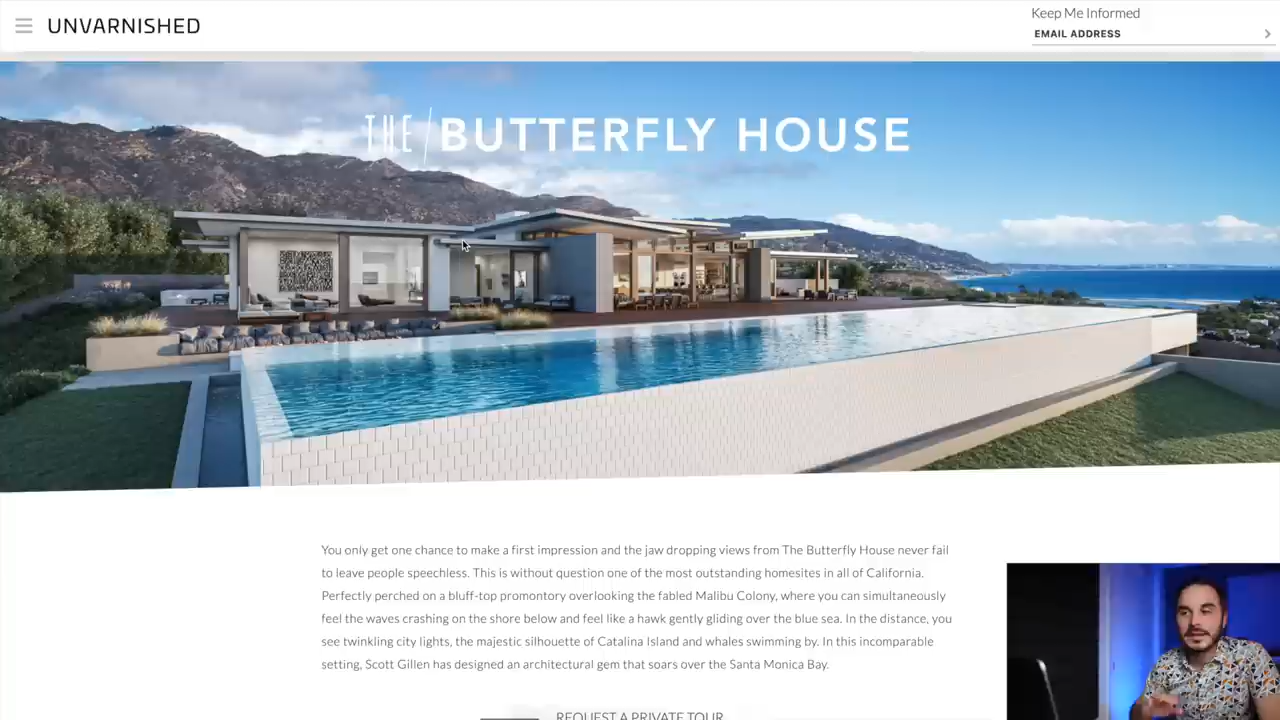 UNVARNISHED
Keep Me Informed
EMAIL ADDRESS
THE/BUTTERFLY HOUSE
You only get one chance to make a first impression and the jaw dropping views from The Butterfly House never fail
to leave people speechless. This is without question one of the most outstanding homesites in all of California.
Perfectly perched on a bluff-top promontory overlooking the fabled Malibu Colony, where you can simultaneously
feel the waves crashing on the shore below and feel like a hawk gently gliding over the blue sea. In the distance, you
see twinkling city lights, the majestic silhouette of Catalina Island and whales swimming by. In this incomparable
setting, Scott Gillen has designed an architectural gem that soars over the Santa Monica Bay.
REQUEST A PRIVATE TOUR